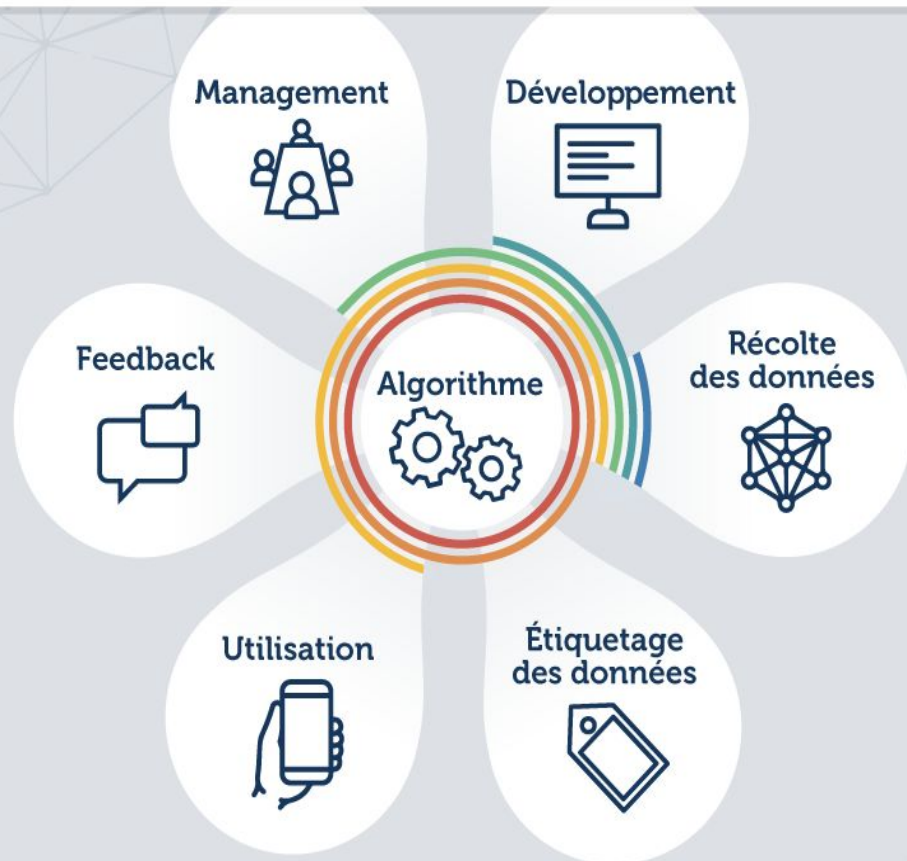 Management
Développement
Feedback
Algorithme
Récolte
des données
Utilisation
Étiquetage
des données